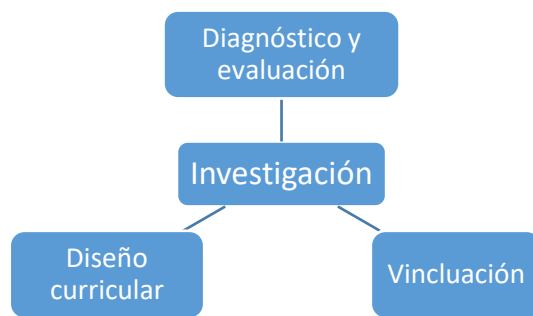 Diagnóstico y
evaluación
Investigación
Diseño
curricular
Vincluación